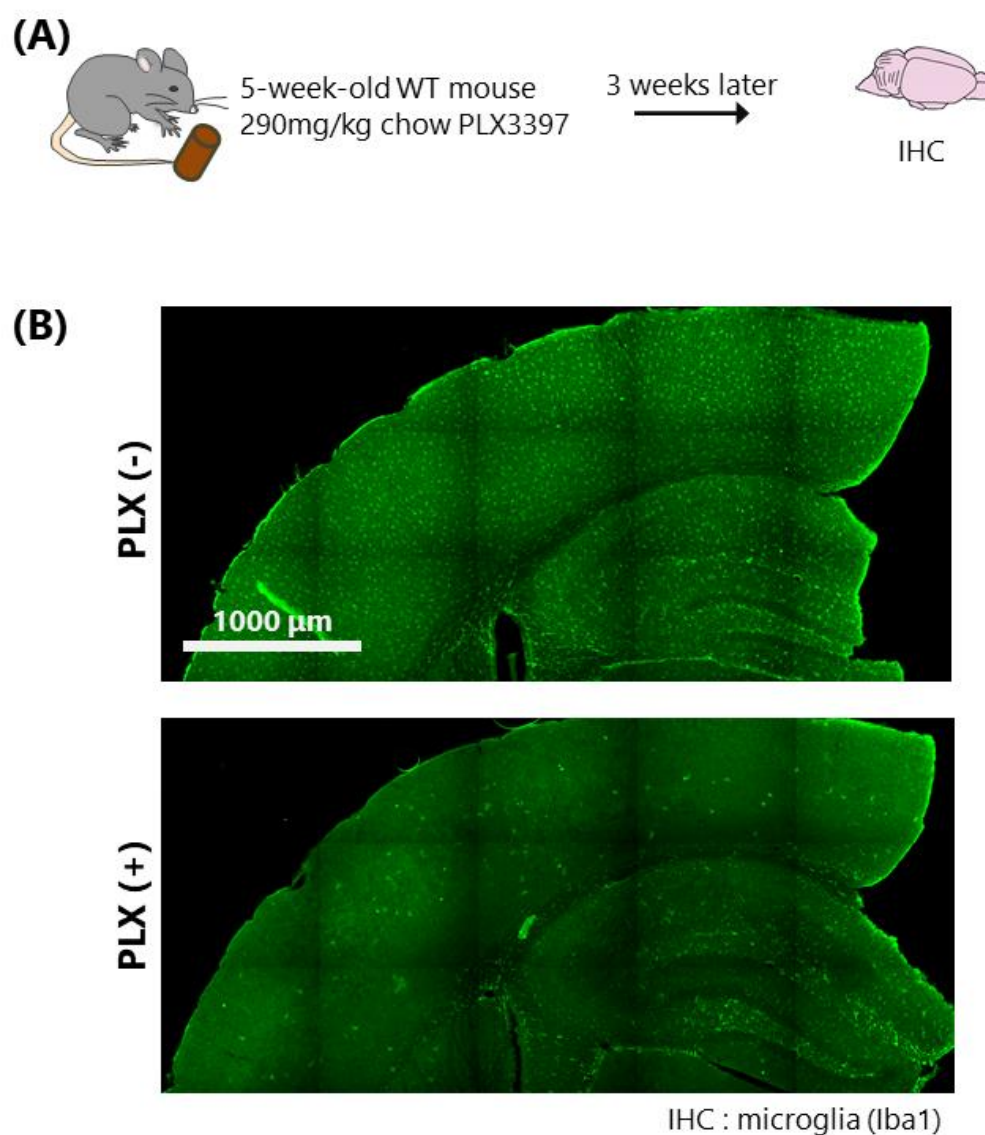 (A)
5-week-old WT mouse
290mg/kg chow PLX3397
3 weeks later
IHC
(B)
PLX (-)
1000 µm
PLX (+)
IHC : microglia (Iba1)